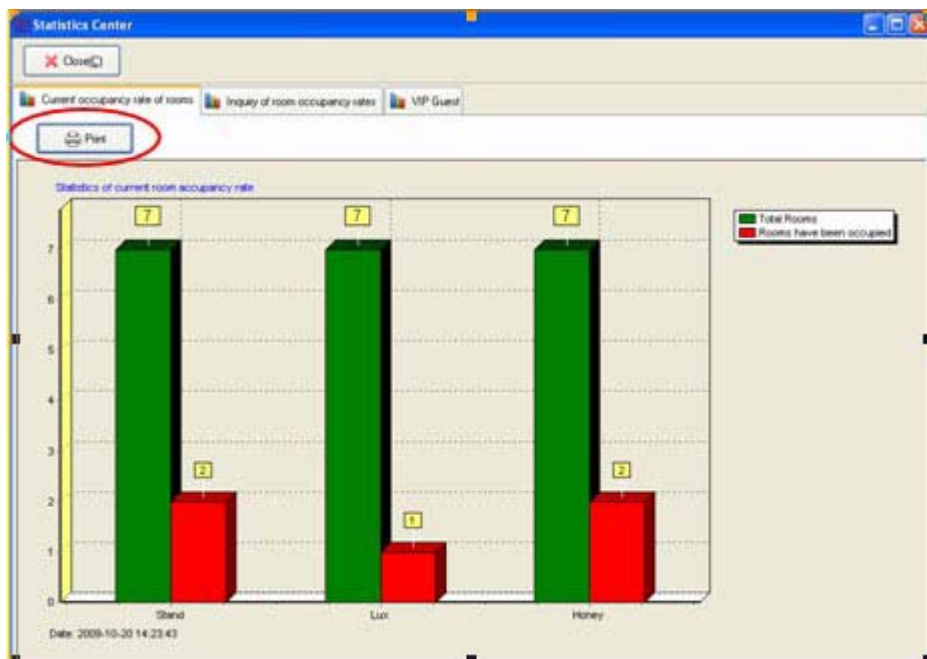 Statistics Center
Close(C)
Current occupancy rate of rooms
Inquiry of room occupancy rates
VIP Guest
Print
Statistics of current room occupancy rate
7
7
7
Total Rooms
Rooms have been occupied
7
6
5
4
3
2
1
0
2
1
2
Stand
Lux
Honey
Date: 2009-10-20 14:23:43